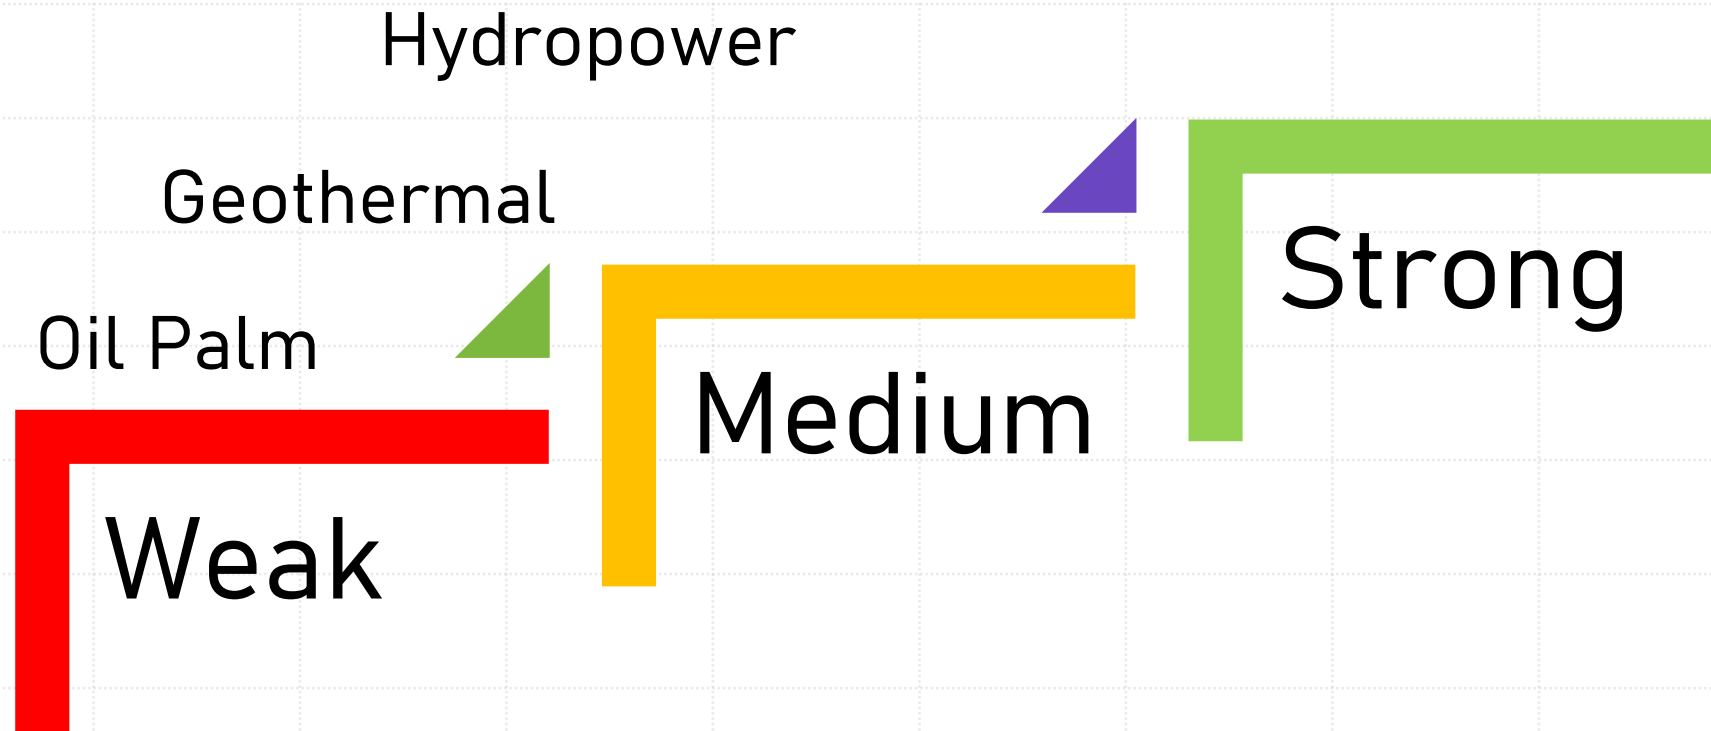 Hydropower
Geothermal
Oil Palm
Strong
Medium
Weak